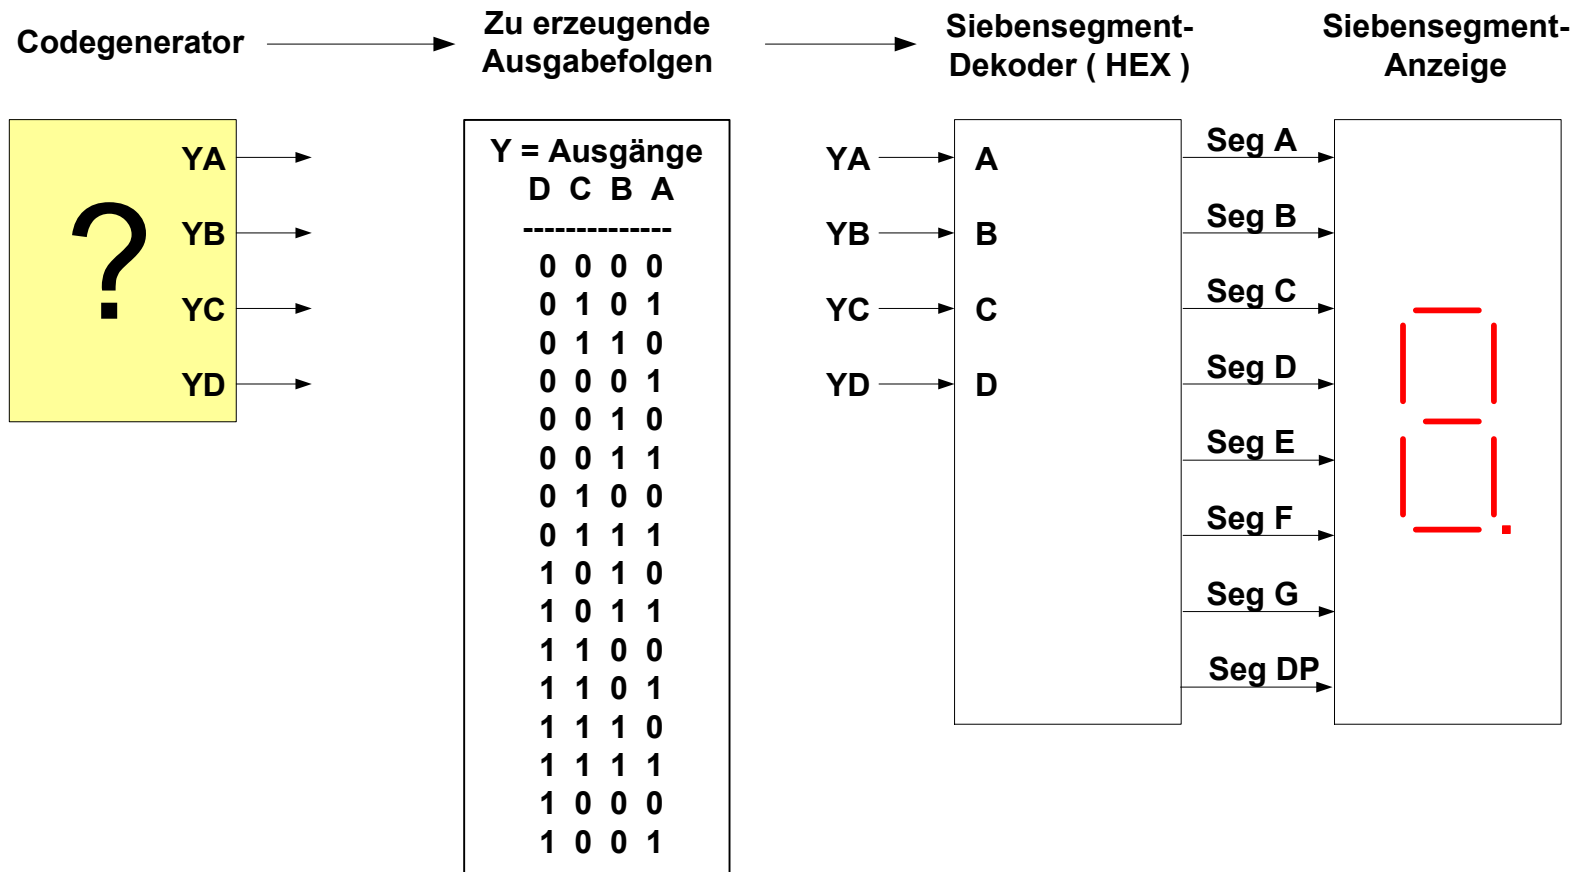 Codegenerator
Zu erzeugende
Ausgabefolgen
Siebensegment-
Dekoder ( HEX )
Siebensegment-
Anzeige
?
YA
YB
YC
YD
Y = Ausgänge
D C B A
--------------
0 0 0 0
0 1 0 1
0 1 1 0
0 0 0 1
0 0 1 0
0 0 1 1
0 1 0 0
0 1 1 1
1 0 1 0
1 0 1 1
1 1 0 0
1 1 0 1
1 1 1 0
1 1 1 1
1 0 0 0
1 0 0 1
YA
YB
YC
YD
A
B
C
D
Seg A
Seg B
Seg C
Seg D
Seg E
Seg F
Seg G
Seg DP